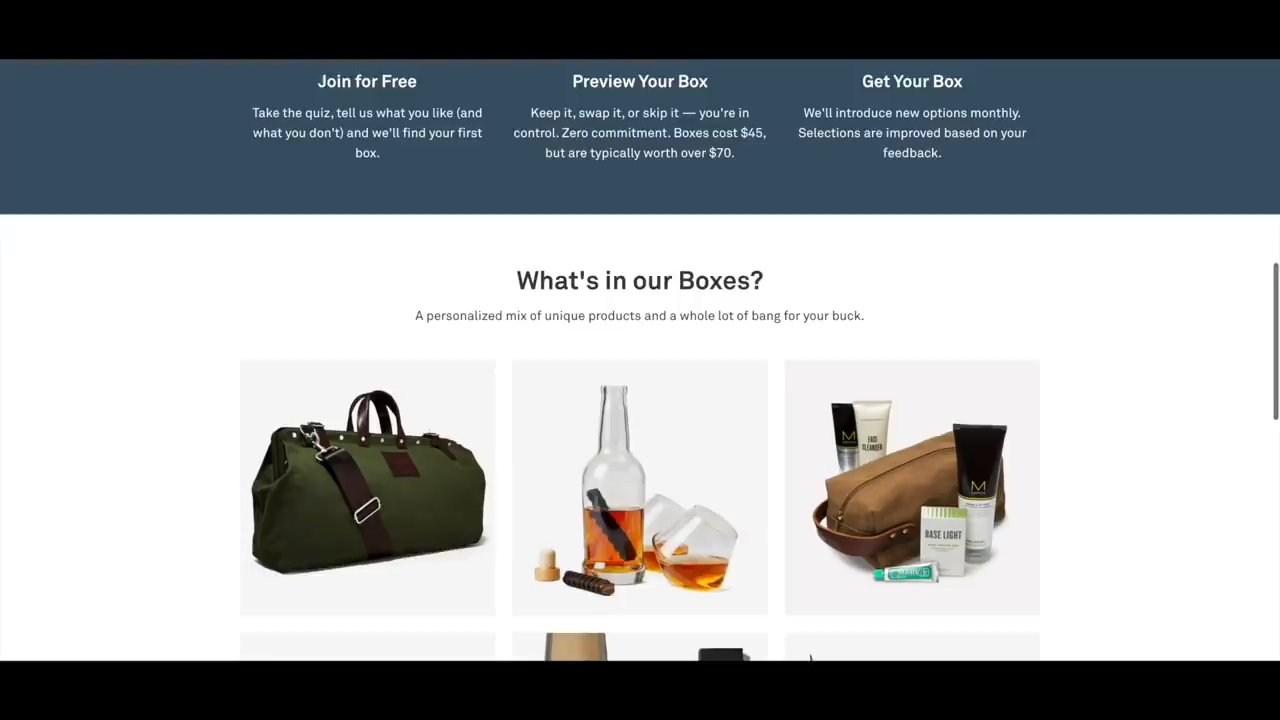 Join for Free
Preview Your Box
Get Your Box
Take the quiz, tell us what you like (and
what you don't) and we'll find your first
box.
Keep it, swap it, or skip it — you're in
control. Zero commitment. Boxes cost $45,
but are typically worth over $70.
We'll introduce new options monthly.
Selections are improved based on your
feedback.
What's in our Boxes?
A personalized mix of unique products and a whole lot of bang for your buck.
M
FACE
CLEANSER
M
BASE LIGHT
MARVIS